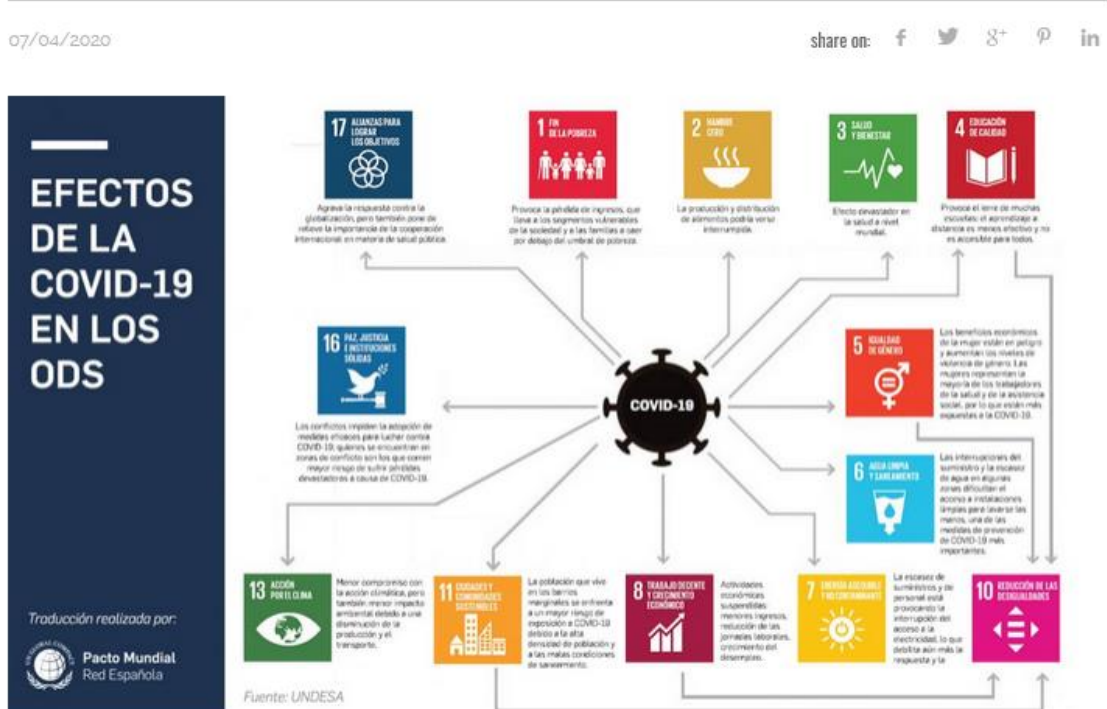 07/04/2020
share on:
EFECTOS
DE LA
COVID-19
EN LOS
ODS
Traducción realizada por:
Pacto Mundial
Red Española
17 ALIANZAS PARA
LOGRAR
LOS OBJETIVOS
Agrava la respuesta contra la
globalización, pero también pone de
relieve la importancia de la cooperación
internacional en materia de salud pública
1 FIN
DE LA POBREZA
Provoca la pérdida de ingresos, que
lleva a los segmentos vulnerables
de la sociedad y a las familias a caer
por debajo del umbral de pobreza.
2 HAMBRE
CERO
La producción y distribución
de alimentos podría verse
interrumpida.
3 SALUD
Y BIENESTAR
Efecto devastador en
la salud a nivel
mundial.
4 EDUCACIÓN
DE CALIDAD
Provoca el
de muchas
escuelas; el aprendizaje a
distancia es menos efectivo y no
es accesible para todos.
16 PAZ, JUSTICIA
E INSTITUCIONES
SÓLIDAS
Los conflictos impiden la adopción de
medidas eficaces para luchar contra
COVID-19; quienes se encuentran en
zonas de conflicto son los que corren
mayor riesgo de sufrir pérdidas
devastadoras a causa de COVID-19.
COVID-19
5 IGUALDAD
DE GÉNERO
Los beneficios económicos
de la mujer están en peligro
y aumentan los niveles de
violencia de género. Las
mujeres representan la
mayoría de los trabajadores
de la salud y de la asistencia
social, por lo que están más
expuestas a la COVID-19.
6 AGUA LIMPIA
Y SANEAMIENTO
Las interrupciones del
suministro y la escasez
de agua en algunas
zonas dificultan el
acceso a instalaciones
limpias para lavarse las
manos, una de las
medidas de prevención
de COVID-19 más
importantes.
13 ACCIÓN
POR EL CLIMA
Menor compromiso con
la acción climática, pero
también menor impacto
ambiental debido a una
disminución de la
producción y el
transporte.
11 CIUDADES Y
COMUNIDADES
SOSTENIBLES
La población que vive
en los barrios
marginales se enfrenta
a un mayor riesgo de
exposición a COVID-19
debido a la alta
densidad de población y
a las malas condiciones
de saneamiento.
8 TRABAJO DECENTE
Y CRECIMIENTO
ECONÓMICO
Actividades
económicas
suspendidas
menores ingresos,
reducción de las
jornadas laborales,
crecimiento del
desempleo.
7 ENERGÍA ASEQUIBLE
Y NO CONTAMINANTE
La escasez de
suministros y de
personal está
provocando la
interrupción del
acceso a la
electricidad, lo que
debilita aún más la
respuesta y la
10 REDUCCIÓN DE LAS
DESIGUALDADES
Fuente: UNDESA